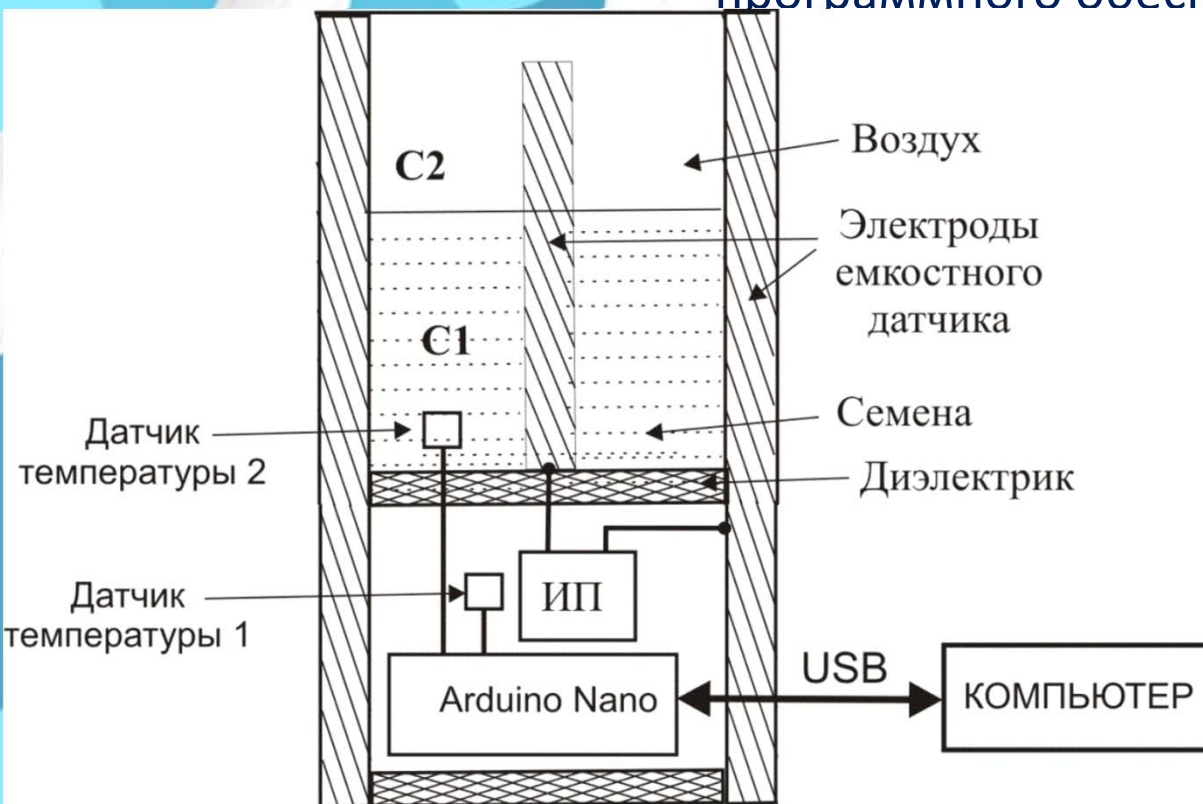 программного
Воздух
C2
Электроды
емкостного
датчика
C1
Семена
Датчик
температуры 2
Диэлектрик
Датчик
температуры 1
ИП
USB
Arduino Nano
КОМПЬЮТЕР